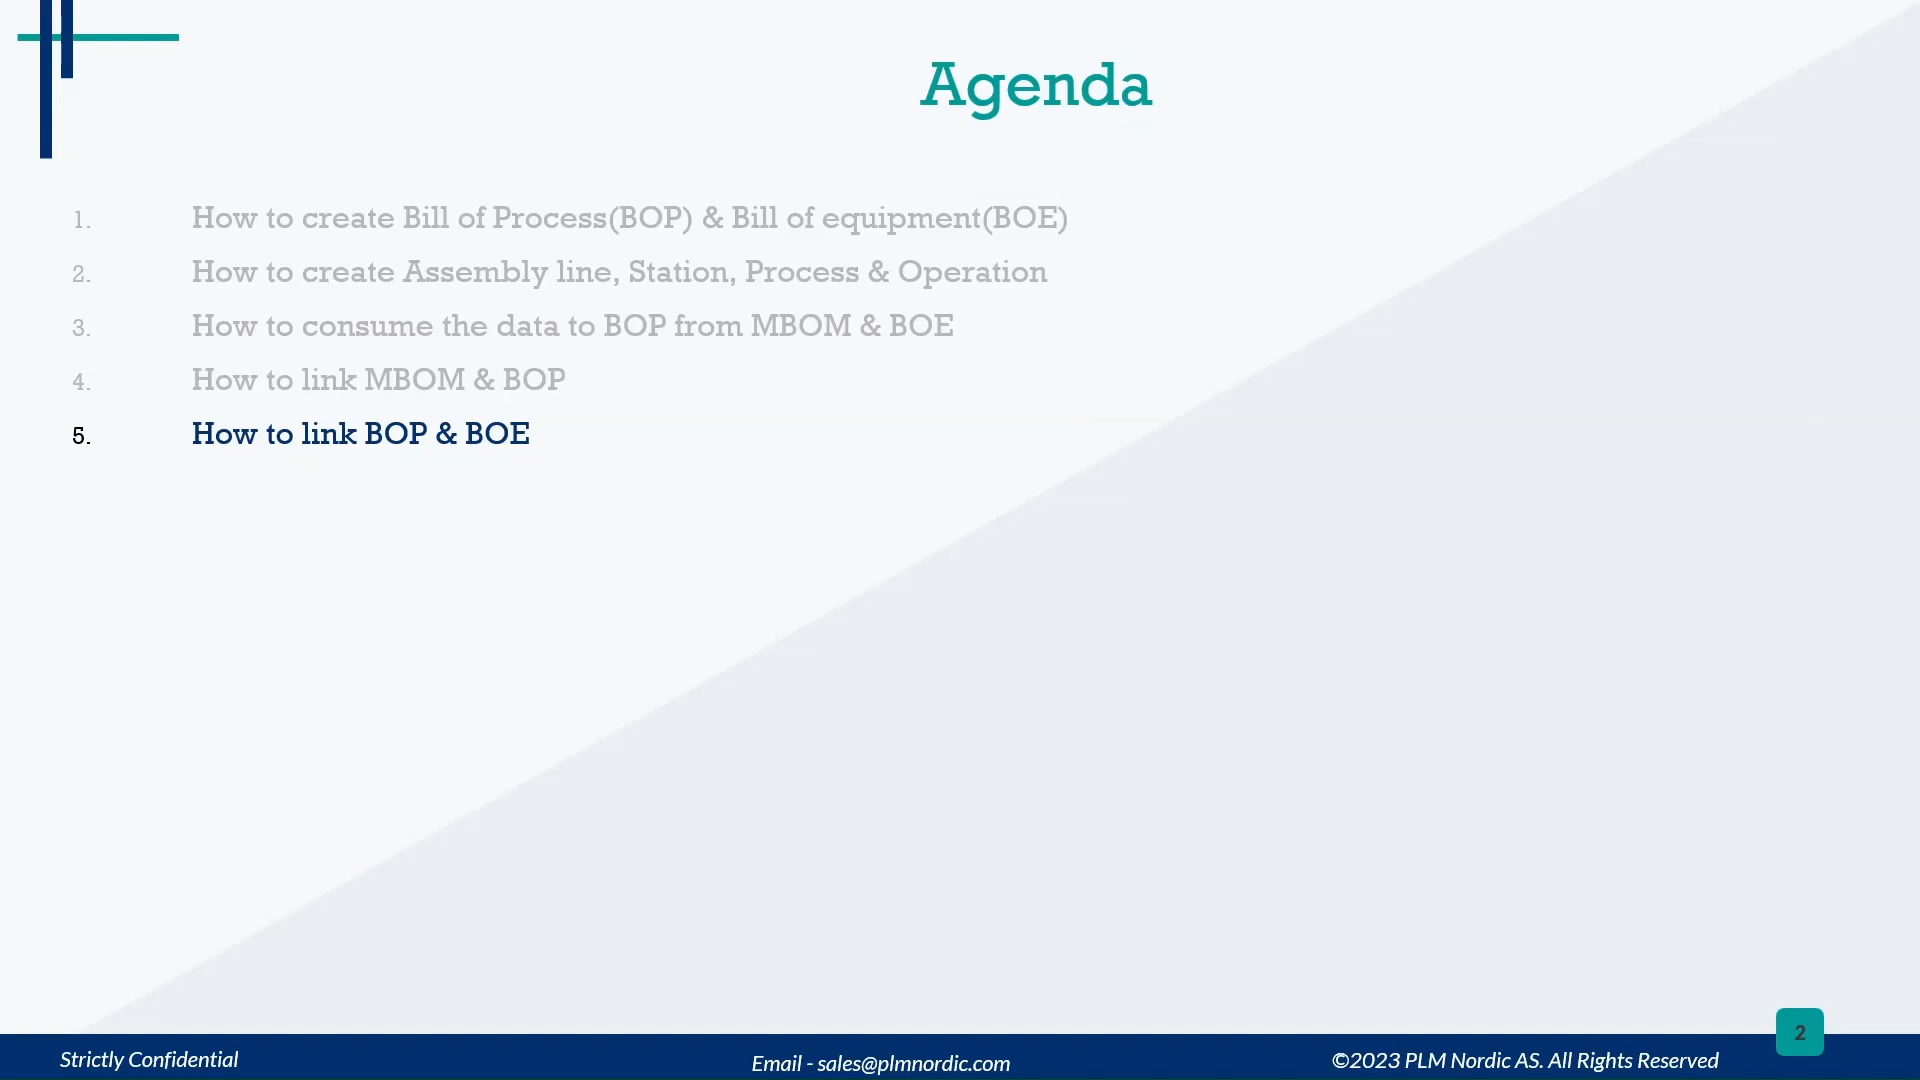 Agenda
1. How to create Bill of Process(BOP) & Bill of equipment(BOE)
2. How to create Assembly line, Station, Process & Operation
3. How to consume the data to BOP from MBOM & BOE
4. How to link MBOM & BOP
5. How to link BOP & BOE
2
Strictly Confidential
Email - sales@plmnordic.com
©2023 PLM Nordic AS. All Rights Reserved